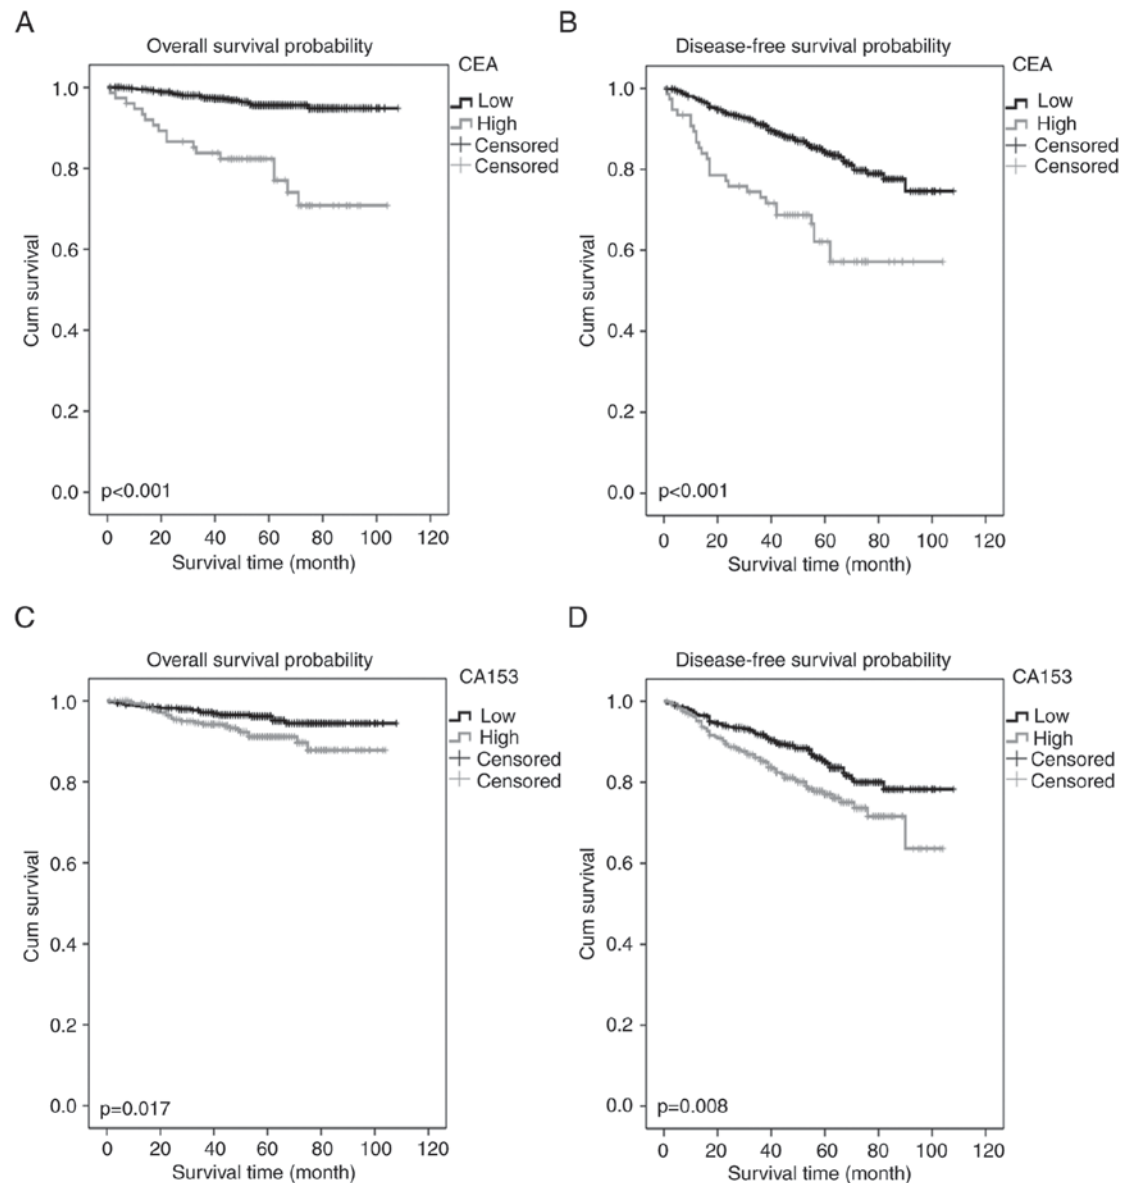 A
Overall survival probability
CEA
Low
High
Censored
Censored
Cum survival
1.0
0.8
0.6
0.4
0.2
0.0
p<0.001
0 20 40 60 80 100 120
Survival time (month)
B
Disease-free survival probability
CEA
Low
High
Censored
Censored
Cum survival
1.0
0.8
0.6
0.4
0.2
0.0
p<0.001
0 20 40 60 80 100 120
Survival time (month)
C
Overall survival probability
CA153
Low
High
Censored
Censored
Cum survival
1.0
0.8
0.6
0.4
0.2
0.0
p=0.017
0 20 40 60 80 100 120
Survival time (month)
D
Disease-free survival probability
CA153
Low
High
Censored
Censored
Cum survival
1.0
0.8
0.6
0.4
0.2
0.0
p=0.008
0 20 40 60 80 100 120
Survival time (month)